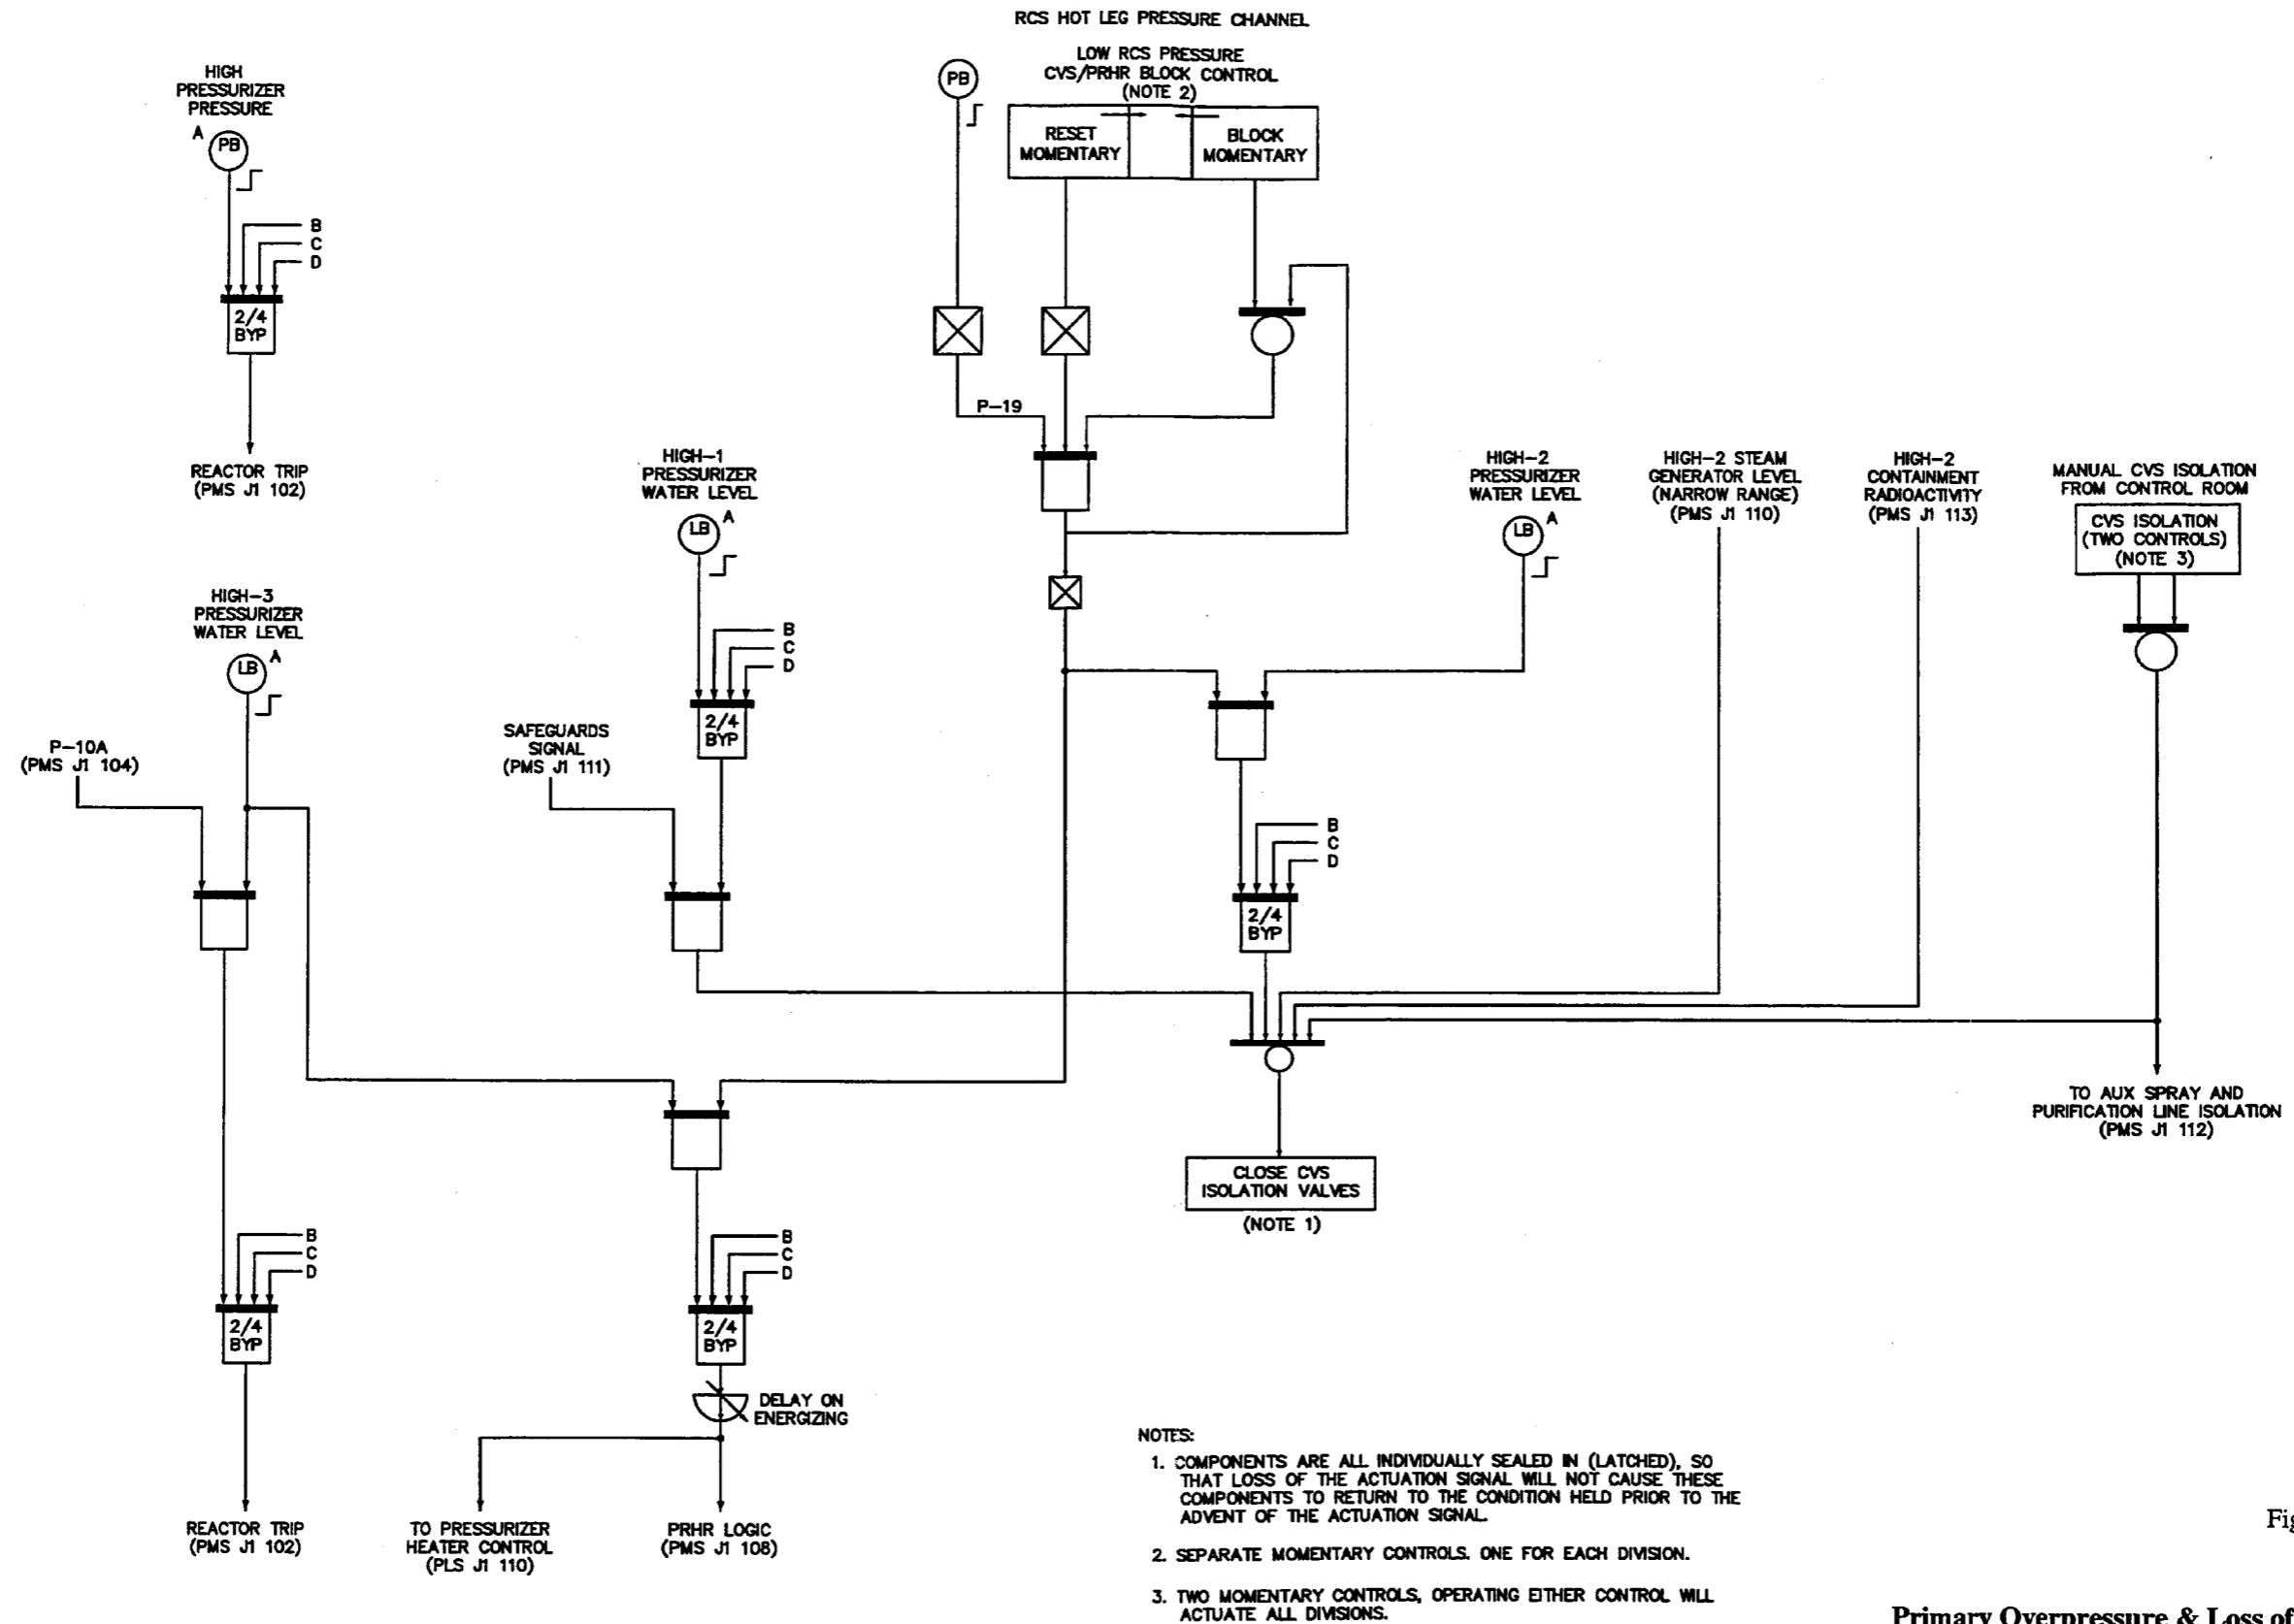 RCS HOT LEG PRESSURE CHANNEL
LOW RCS PRESSURE
CVS/PRHR BLOCK CONTROL
(NOTE 2)
PB
RESET
MOMENTARY
BLOCK
MOMENTARY
HIGH
PRESSURIZER
PRESSURE
A
PB
B
C
D
2/4
BYP
REACTOR TRIP
(PMS J1 102)
P-19
HIGH-1
PRESSURIZER
WATER LEVEL
LB
A
B
C
D
2/4
BYP
HIGH-2
PRESSURIZER
WATER LEVEL
LB
A
HIGH-2 STEAM
GENERATOR LEVEL
(NARROW RANGE)
(PMS J1 110)
HIGH-2
CONTAINMENT
RADIOACTIVITY
(PMS J1 113)
MANUAL CVS ISOLATION
FROM CONTROL ROOM
CVS ISOLATION
(TWO CONTROLS)
(NOTE 3)
HIGH-3
PRESSURIZER
WATER LEVEL
LB
A
P-10A
(PMS J1 104)
SAFEGUARDS
SIGNAL
(PMS J1 111)
B
C
D
2/4
BYP
TO AUX SPRAY AND
PURIFICATION LINE ISOLATION
(PMS J1 112)
CLOSE CVS
ISOLATION VALVES
(NOTE 1)
B
C
D
2/4
BYP
B
C
D
2/4
BYP
DELAY ON
ENERGIZING
REACTOR TRIP
(PMS J1 102)
TO PRESSURIZER
HEATER CONTROL
(PLS J1 110)
PRHR LOGIC
(PMS J1 108)
NOTES:
1. COMPONENTS ARE ALL INDIVIDUALLY SEALED IN (LATCHED), SO
THAT LOSS OF THE ACTUATION SIGNAL WILL NOT CAUSE THESE
COMPONENTS TO RETURN TO THE CONDITION HELD PRIOR TO THE
ADVENT OF THE ACTUATION SIGNAL.
2. SEPARATE MOMENTARY CONTROLS. ONE FOR EACH DIVISION.
3. TWO MOMENTARY CONTROLS, OPERATING EITHER CONTROL WILL
ACTUATE ALL DIVISIONS.
Primary Overpressure & Loss of